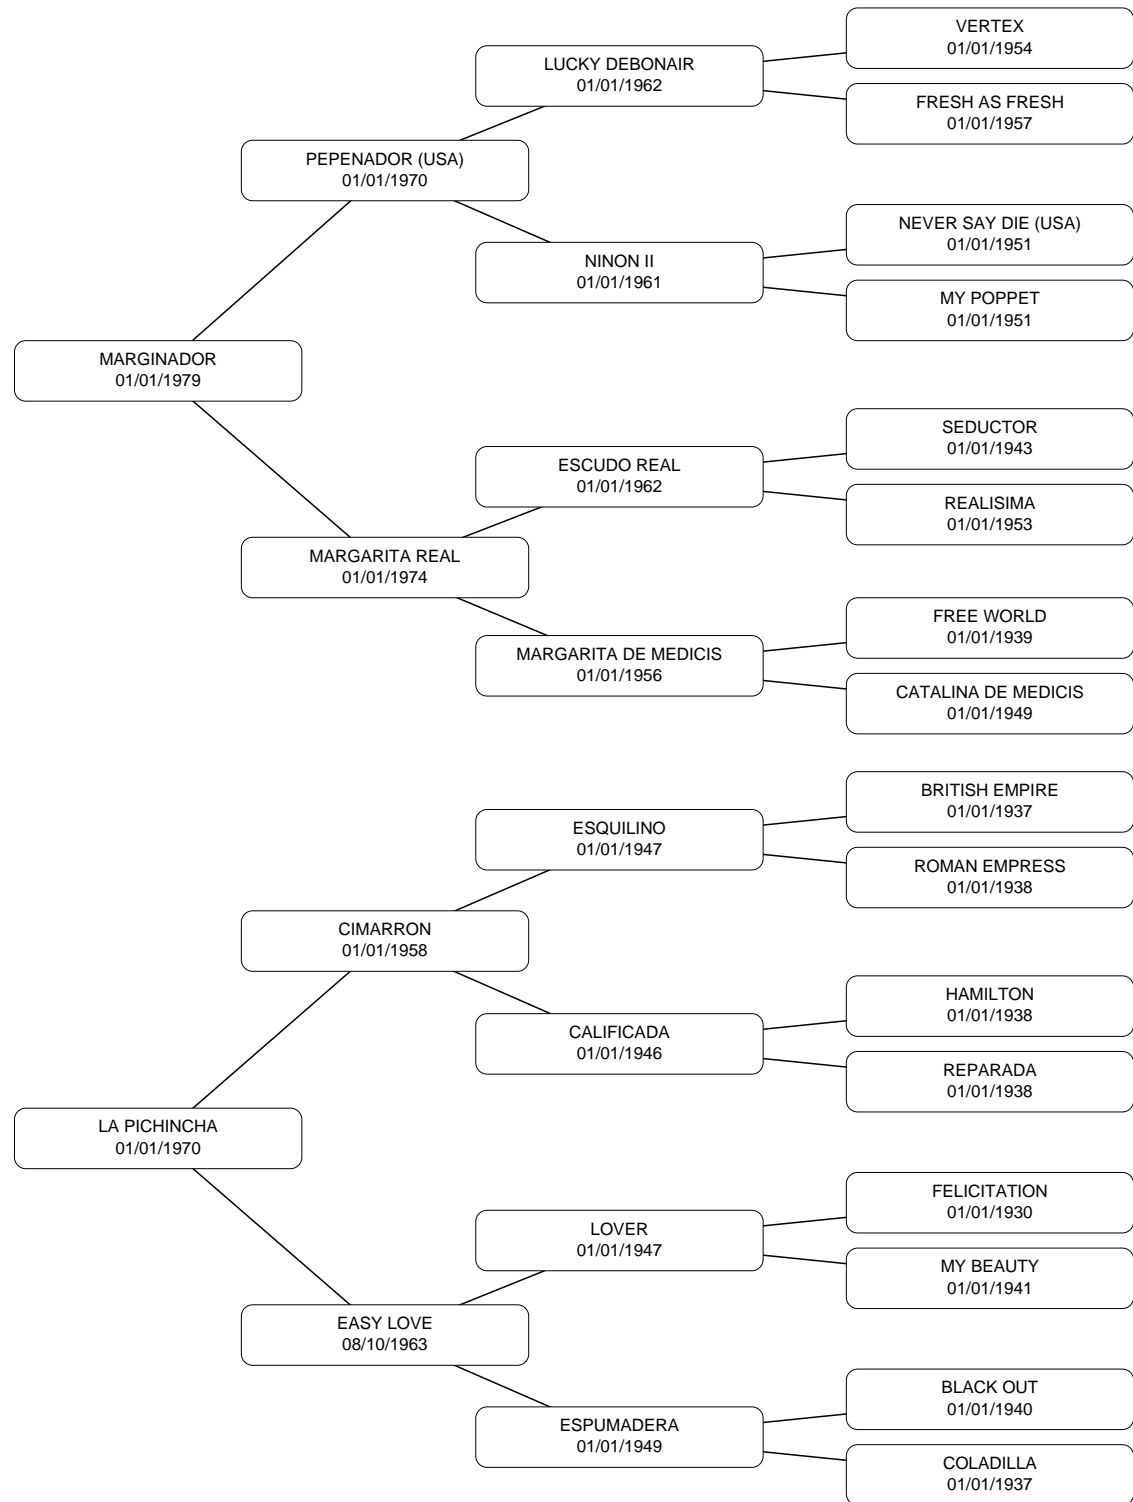 VERTEX
01/01/1954
LUCKY DEBONAIR
01/01/1962
FRESH AS FRESH
01/01/1957
PEPENADOR (USA)
01/01/1970
NEVER SAY DIE (USA)
01/01/1951
NINON II
01/01/1961
MY POPPET
01/01/1951
MARGINADOR
01/01/1979
SEDUCTOR
01/01/1943
ESCUDO REAL
01/01/1962
REALISIMA
01/01/1953
MARGARITA REAL
01/01/1974
FREE WORLD
01/01/1939
MARGARITA DE MEDICIS
01/01/1956
CATALINA DE MEDICIS
01/01/1949
BRITISH EMPIRE
01/01/1937
ESQUILINO
01/01/1947
ROMAN EMPRESS
01/01/1938
CIMARRON
01/01/1958
HAMILTON
01/01/1938
CALIFICADA
01/01/1946
REPARADA
01/01/1938
LA PICHINCHA
01/01/1970
FELICITATION
01/01/1930
LOVER
01/01/1947
MY BEAUTY
01/01/1941
EASY LOVE
08/10/1963
BLACK OUT
01/01/1940
ESPUMADERA
01/01/1949
COLADILLA
01/01/1937